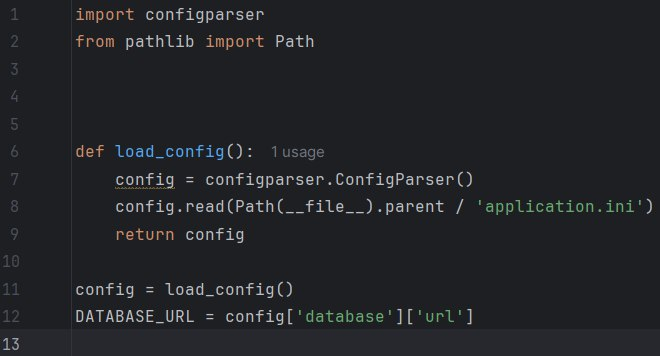 1 import configparser
2 from pathlib import Path
3
4
5
6 def load_config(): 1 usage
7     config = configparser.ConfigParser()
8     config.read(Path(__file__).parent / 'application.ini')
9     return config
10
11 config = load_config()
12 DATABASE_URL = config['database']['url']
13